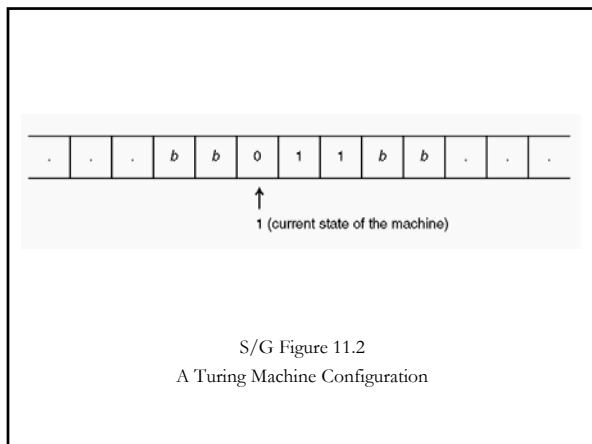 . . . b b 0 1 1 b b . . .
1 (current state of the machine)
S/G Figure 11.2
A Turing Machine Configuration